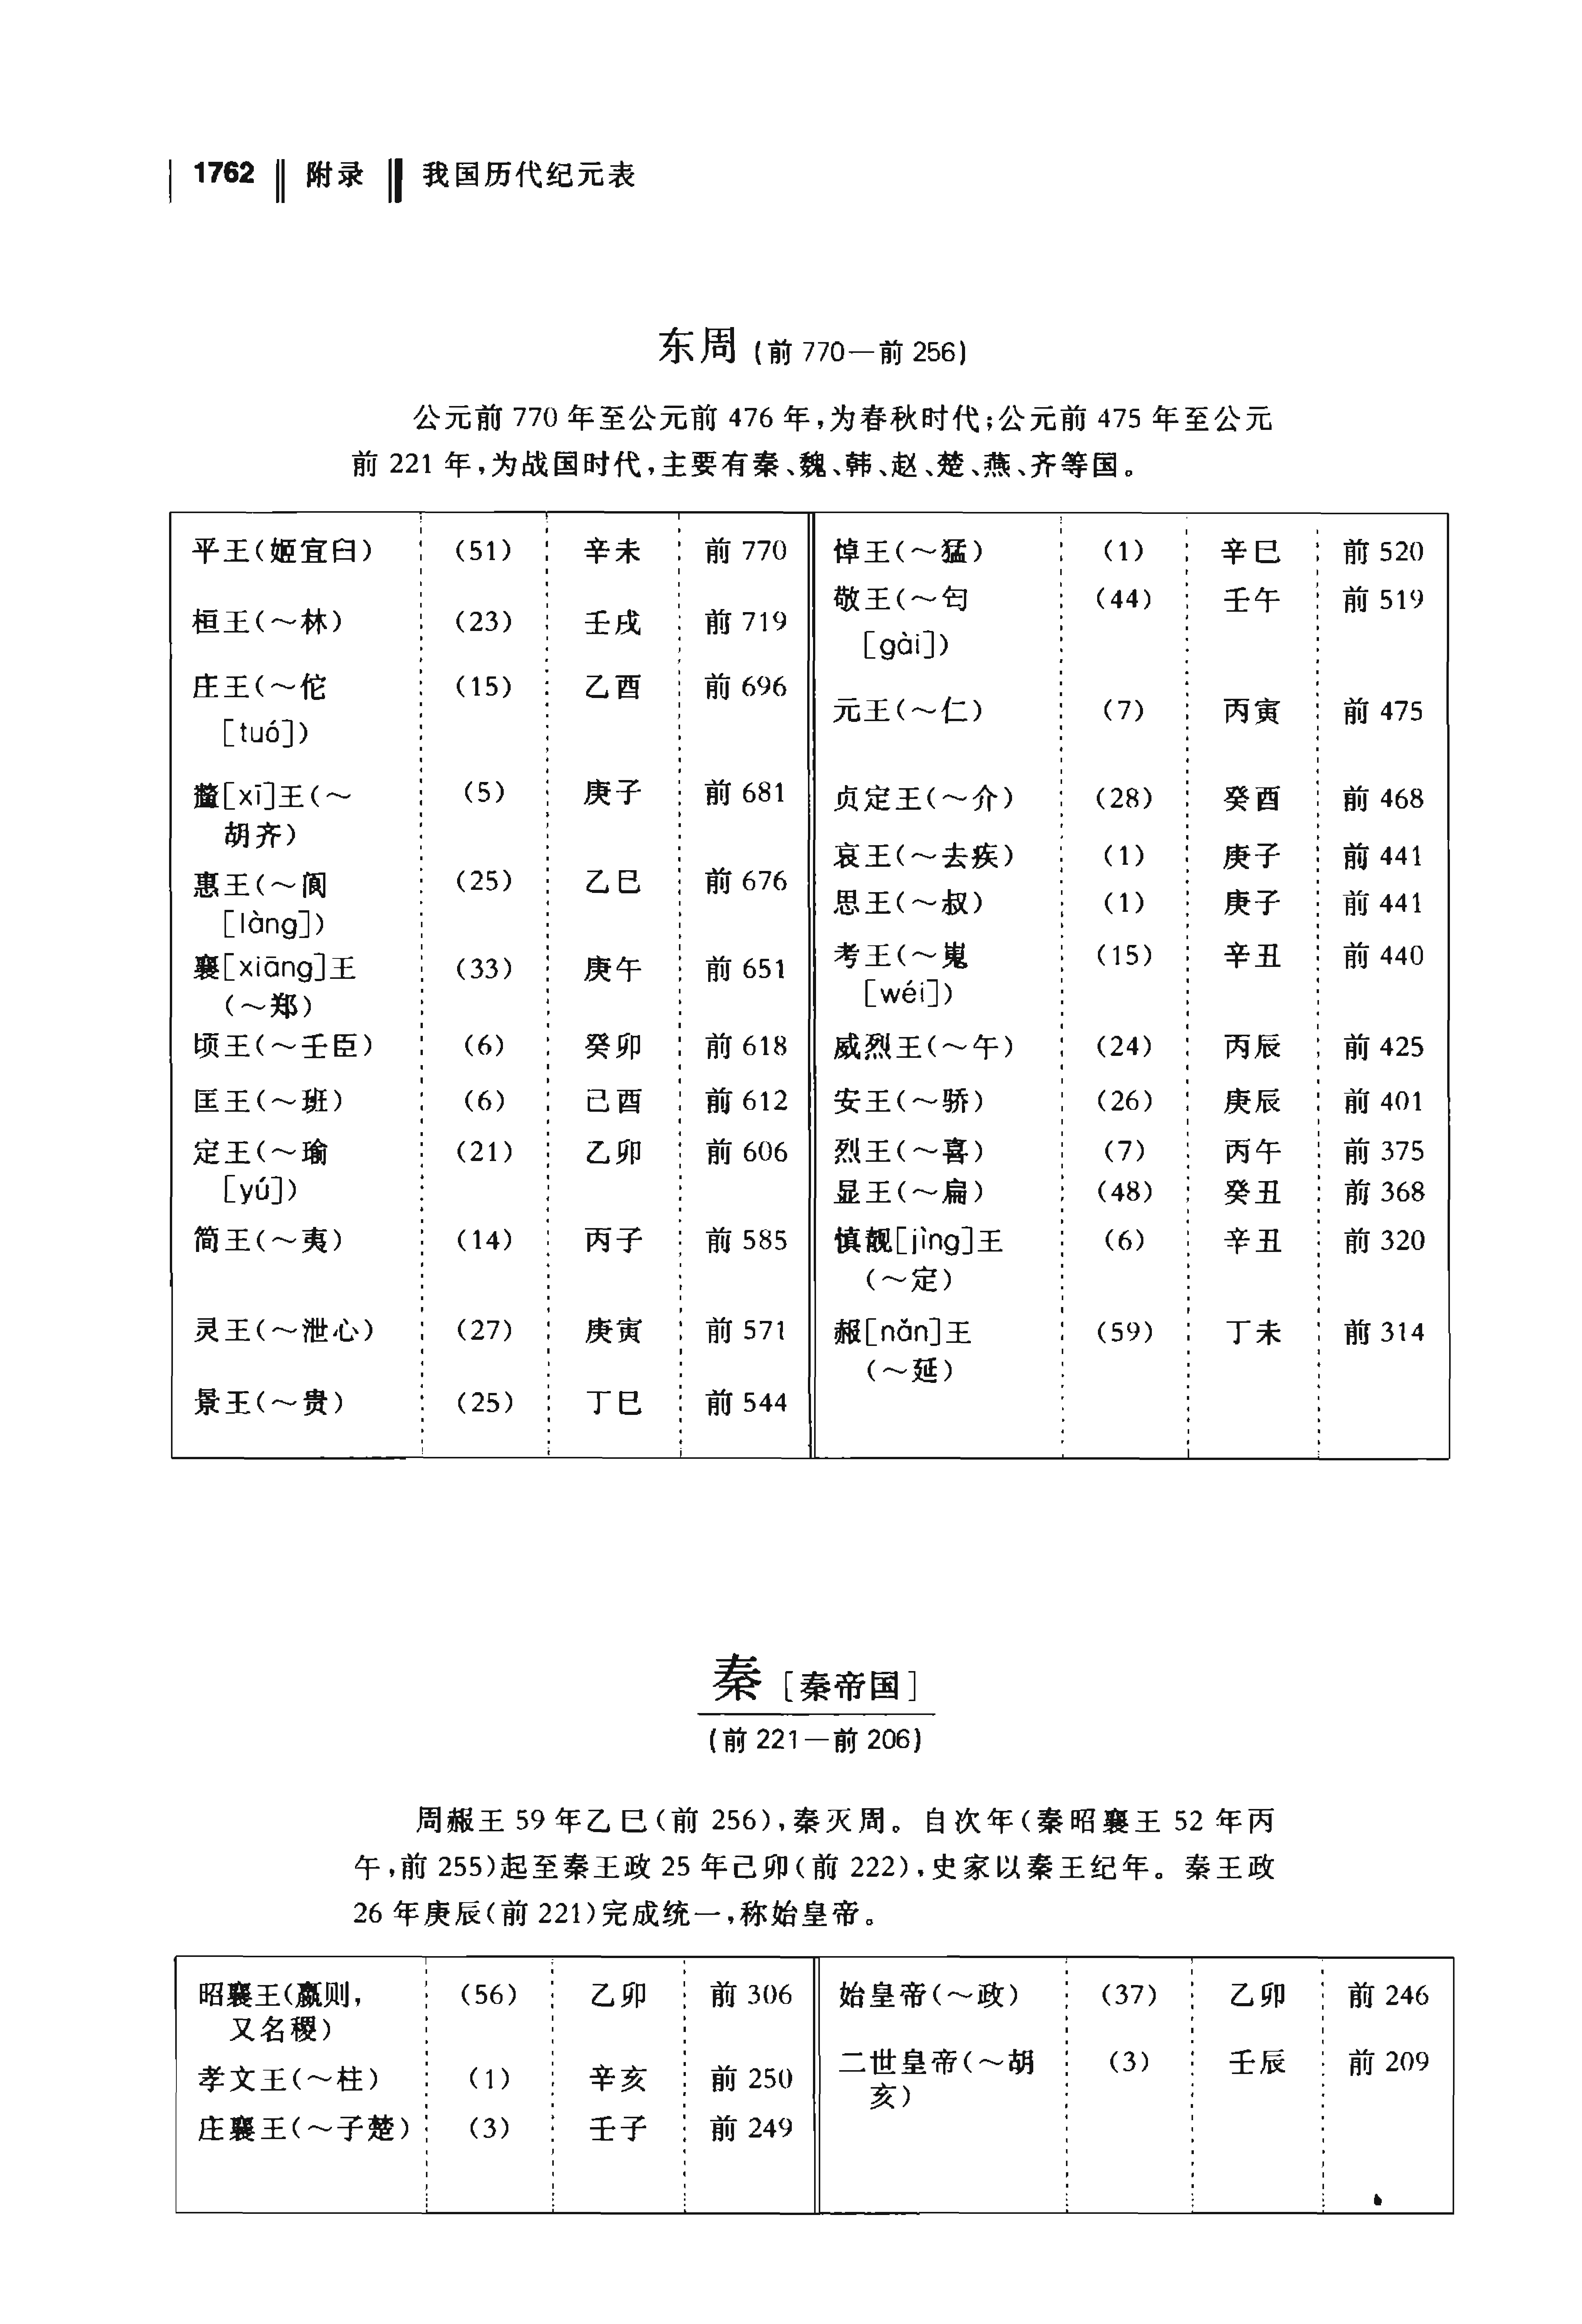 1762 附录 我国历代纪元表
东周 (前 770—前 256)
公元前 770 年至公元前 476 年,为春秋时代;公元前 475 年至公元
前 221 年,为战国时代,主要有秦、魏、韩、赵、楚、燕、齐等国。
平王(姬宜臼) (51) 辛未 前 770
桓王(～林) (23) 壬戌 前 719
庄王(～佗 (15) 乙酉 前 696
[tuó])
釐[xī]王(～ (5) 庚子 前 681
胡齐)
惠王(～阆 (25) 乙巳 前 676
[làng])
襄[xiāng]王 (33) 庚午 前 651
(～郑)
顷王(～壬臣) (6) 癸卯 前 618
匡王(～班) (6) 己酉 前 612
定王(～瑜 (21) 乙卯 前 606
[yú])
简王(～夷) (14) 丙子 前 585
灵王(～泄心) (27) 庚寅 前 571
景王(～贵) (25) 丁巳 前 544
悼王(～猛) (1) 辛巳 前 520
敬王(～匄 (44) 壬午 前 519
[gài])
元王(～仁) (7) 丙寅 前 475
贞定王(～介) (28) 癸酉 前 468
哀王(～去疾) (1) 庚子 前 441
思王(～叔) (1) 庚子 前 441
考王(～嵬 (15) 辛丑 前 440
[wéi])
威烈王(～午) (24) 丙辰 前 425
安王(～骄) (26) 庚辰 前 401
烈王(～喜) (7) 丙午 前 375
显王(～扁) (48) 癸丑 前 368
慎靓[jìng]王 (6) 辛丑 前 320
(～定)
赧[nǎn]王 (59) 丁未 前 314
(～延)
秦 [秦帝国]
(前 221—前 206)
周赧王 59 年乙巳(前 256),秦灭周。自次年(秦昭襄王 52 年丙
午,前 255)起至秦王政 25 年己卯(前 222),史家以秦王纪年。秦王政
26 年庚辰(前 221)完成统一,称始皇帝。
昭襄王(嬴则, (56) 乙卯 前 306
又名稷)
孝文王(～柱) (1) 辛亥 前 250
庄襄王(～子楚) (3) 壬子 前 249
始皇帝(～政) (37) 乙卯 前 246
二世皇帝(～胡 (3) 壬辰 前 209
亥)